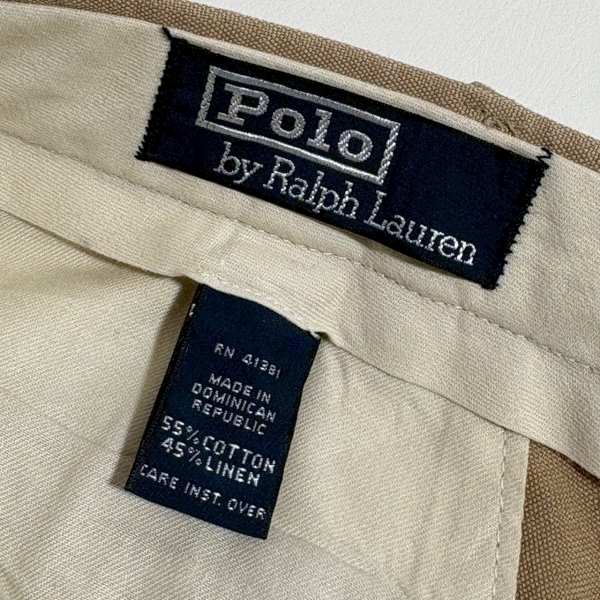 Polo
by Ralph Lauren
RN 41381
MADE IN
DOMINICAN
REPUBLIC
55% COTTON
45% LINEN
CARE INST. OVER